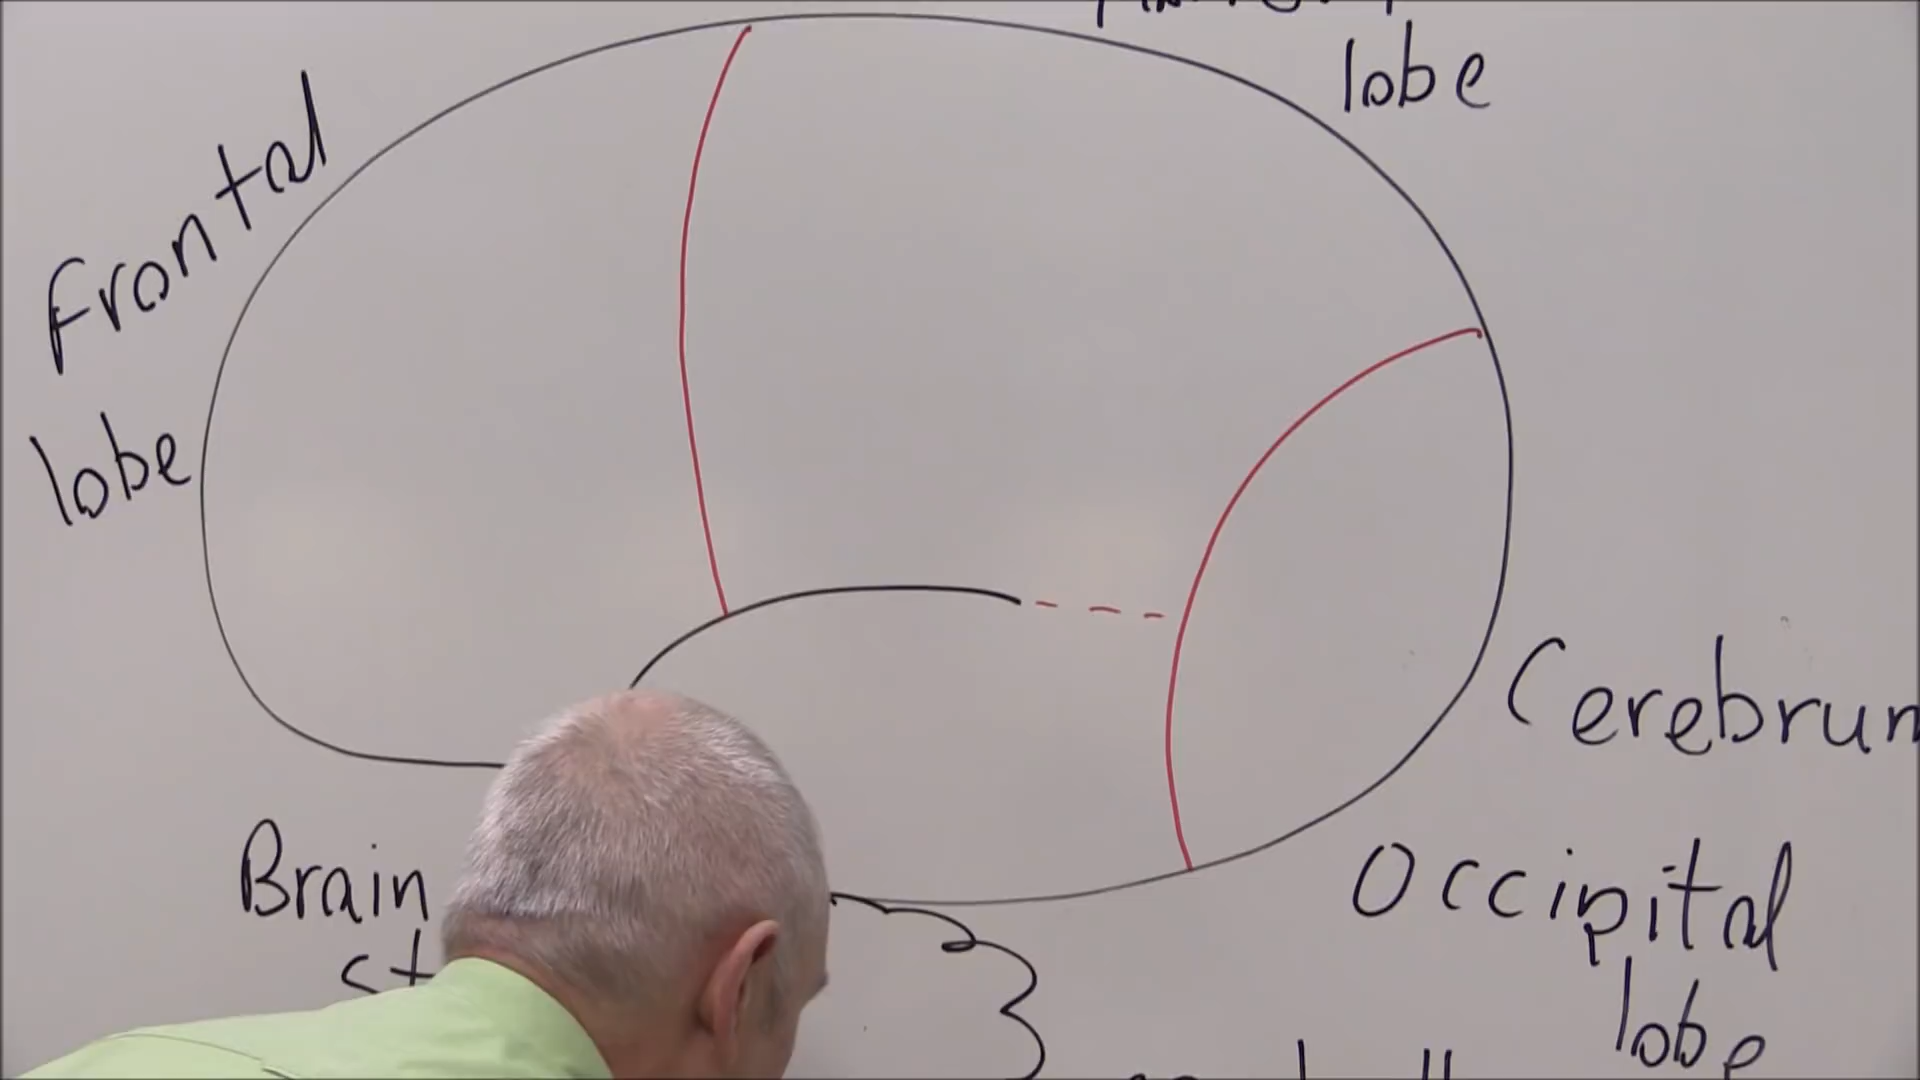 lobe
Frontal
lobe
Cerebrum
Brain
Occipital
lobe